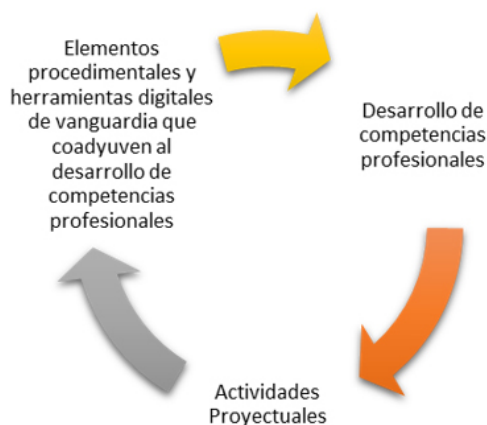 Elementos
procedimentales y
herramientas digitales
de vanguardia que
coadyuven al
desarrollo de
competencias
profesionales
Desarrollo de
competencias
profesionales
Actividades
Proyectuales